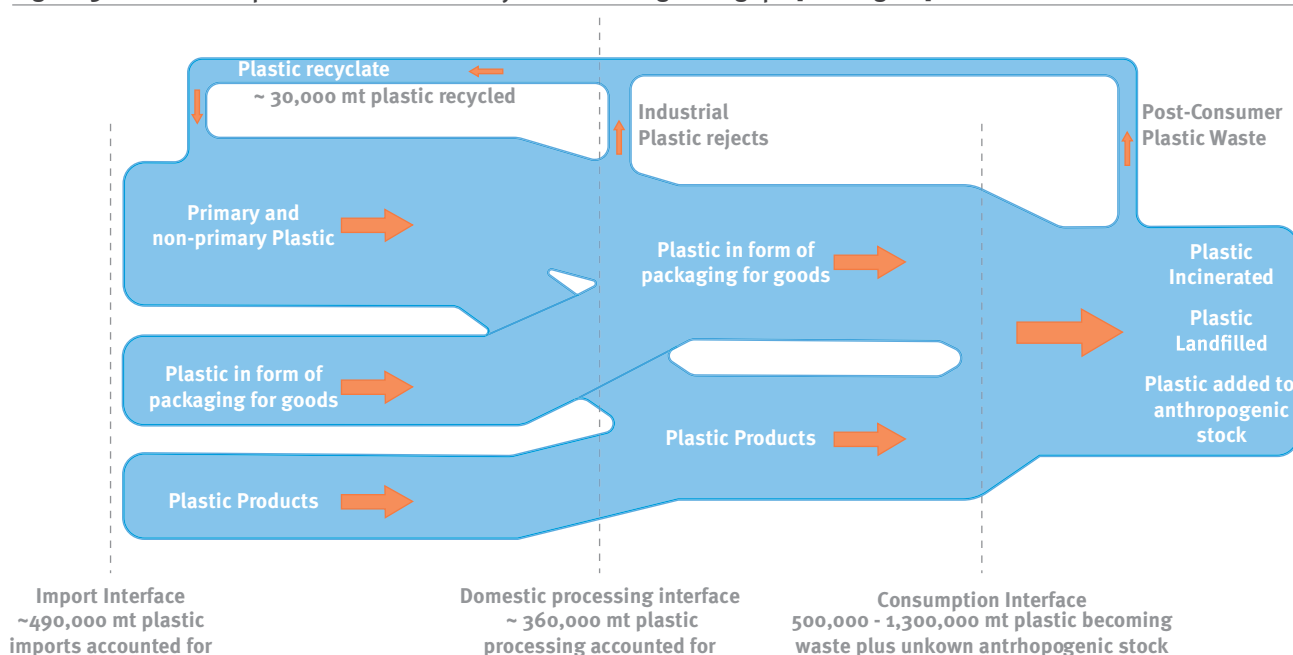 Plastic recyclate
~ 30,000 mt plastic recycled
Industrial
Plastic rejects
Post-Consumer
Plastic Waste
Primary and
non-primary Plastic
Plastic in form of
packaging for goods
Plastic
Incinerated
Plastic
Landfilled
Plastic in form of
packaging for goods
Plastic added to
anthropogenic
stock
Plastic Products
Plastic Products
Import Interface
~490,000 mt plastic
imports accounted for
Domestic processing interface
~ 360,000 mt plastic
processing accounted for
Consumption Interface
500,000 - 1,300,000 mt plastic becoming
waste plus unkown antrhopogenic stock